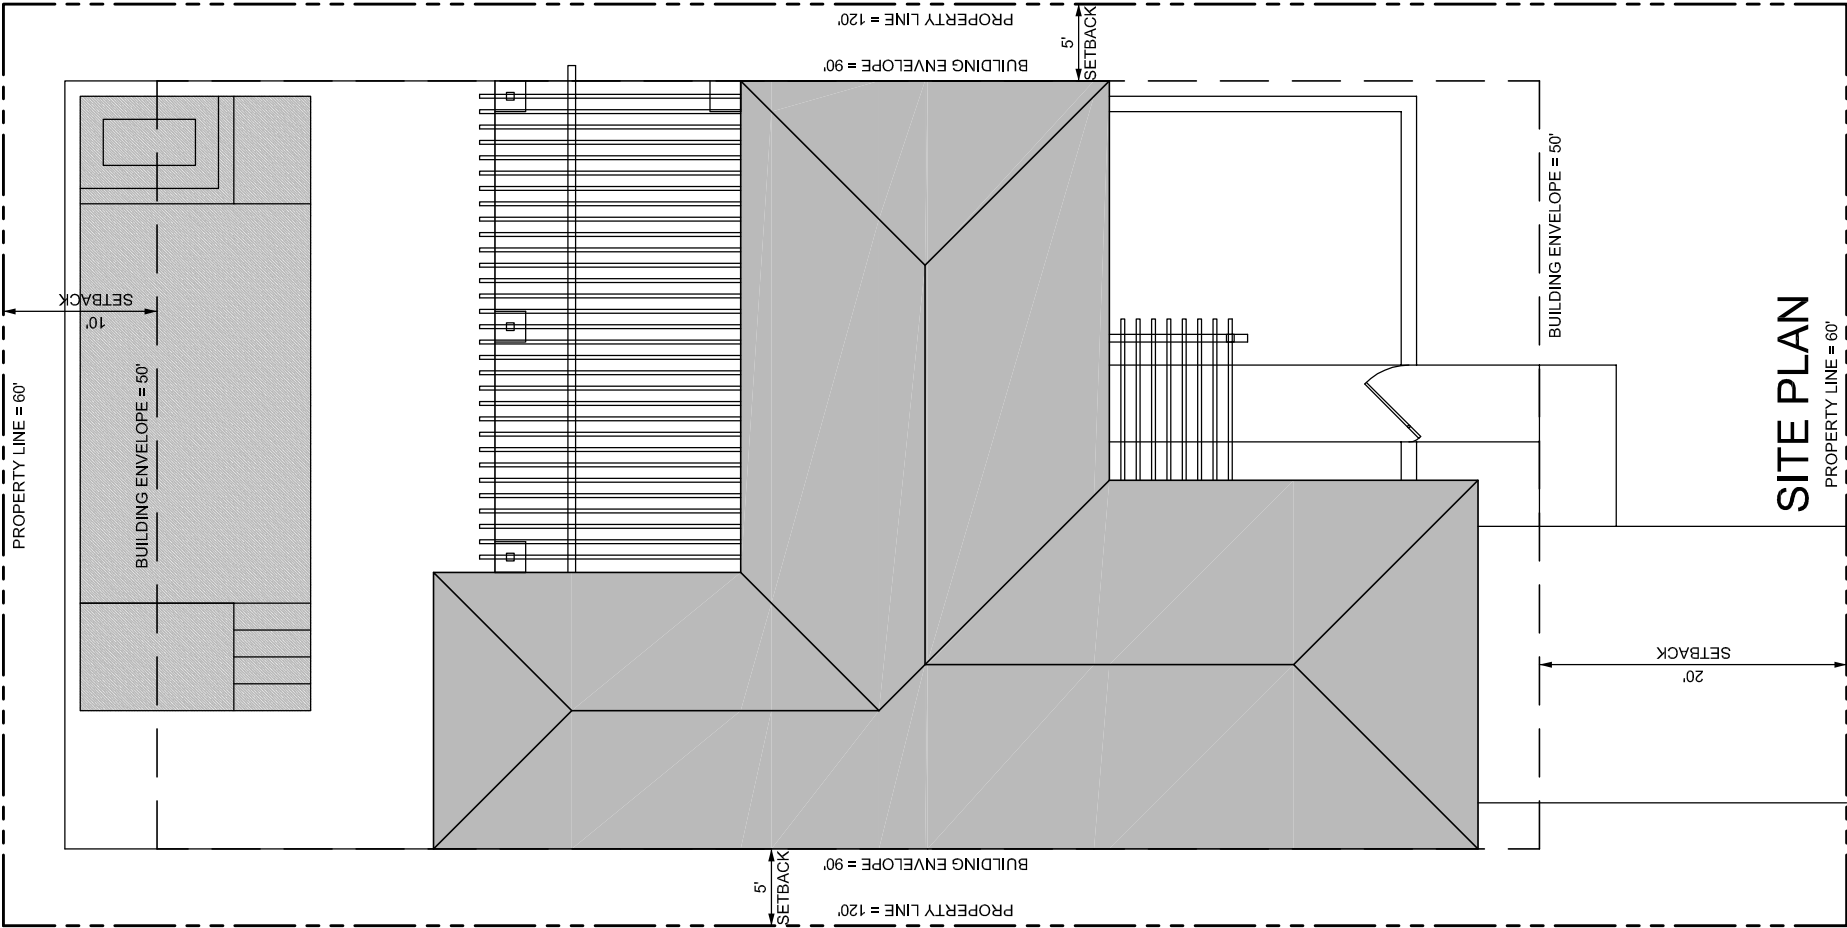 PROPERTY LINE = 120'
BUILDING ENVELOPE = 90'
5'
SETBACK
PROPERTY LINE = 60'
BUILDING ENVELOPE = 50'
SETBACK
10'
BUILDING ENVELOPE = 50'
SITE PLAN
PROPERTY LINE = 60'
SETBACK
20'
5'
SETBACK
BUILDING ENVELOPE = 90'
PROPERTY LINE = 120'